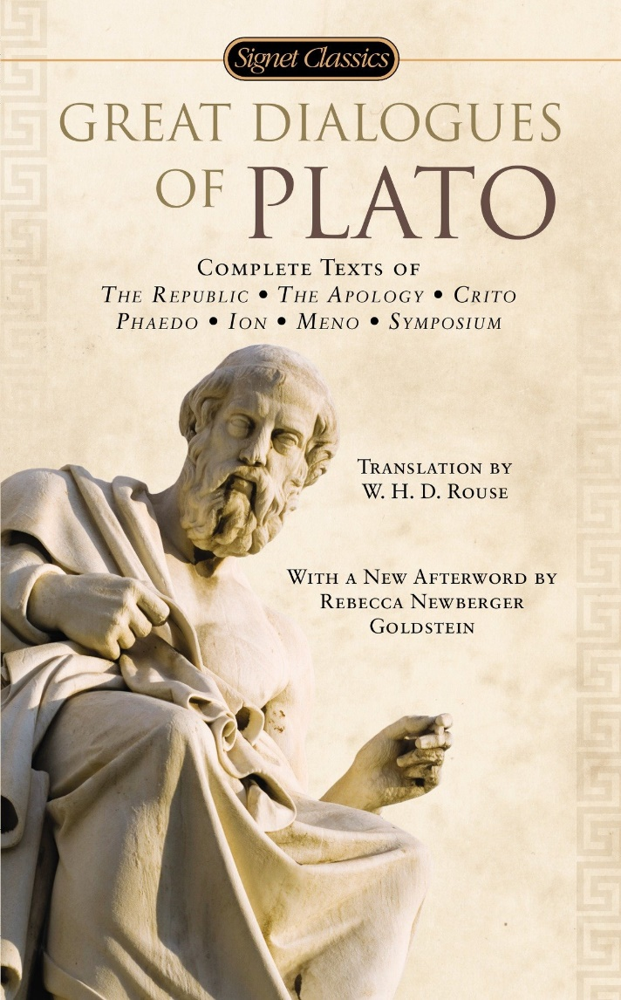 Signet Classics
GREAT DIALOGUES
OF PLATO
COMPLETE TEXTS OF
THE REPUBLIC • THE APOLOGY • CRITO
PHAEDO • ION • MENO • SYMPOSIUM
TRANSLATION BY
W. H. D. ROUSE
WITH A NEW AFTERWORD BY
REBECCA NEWBERGER
GOLDSTEIN